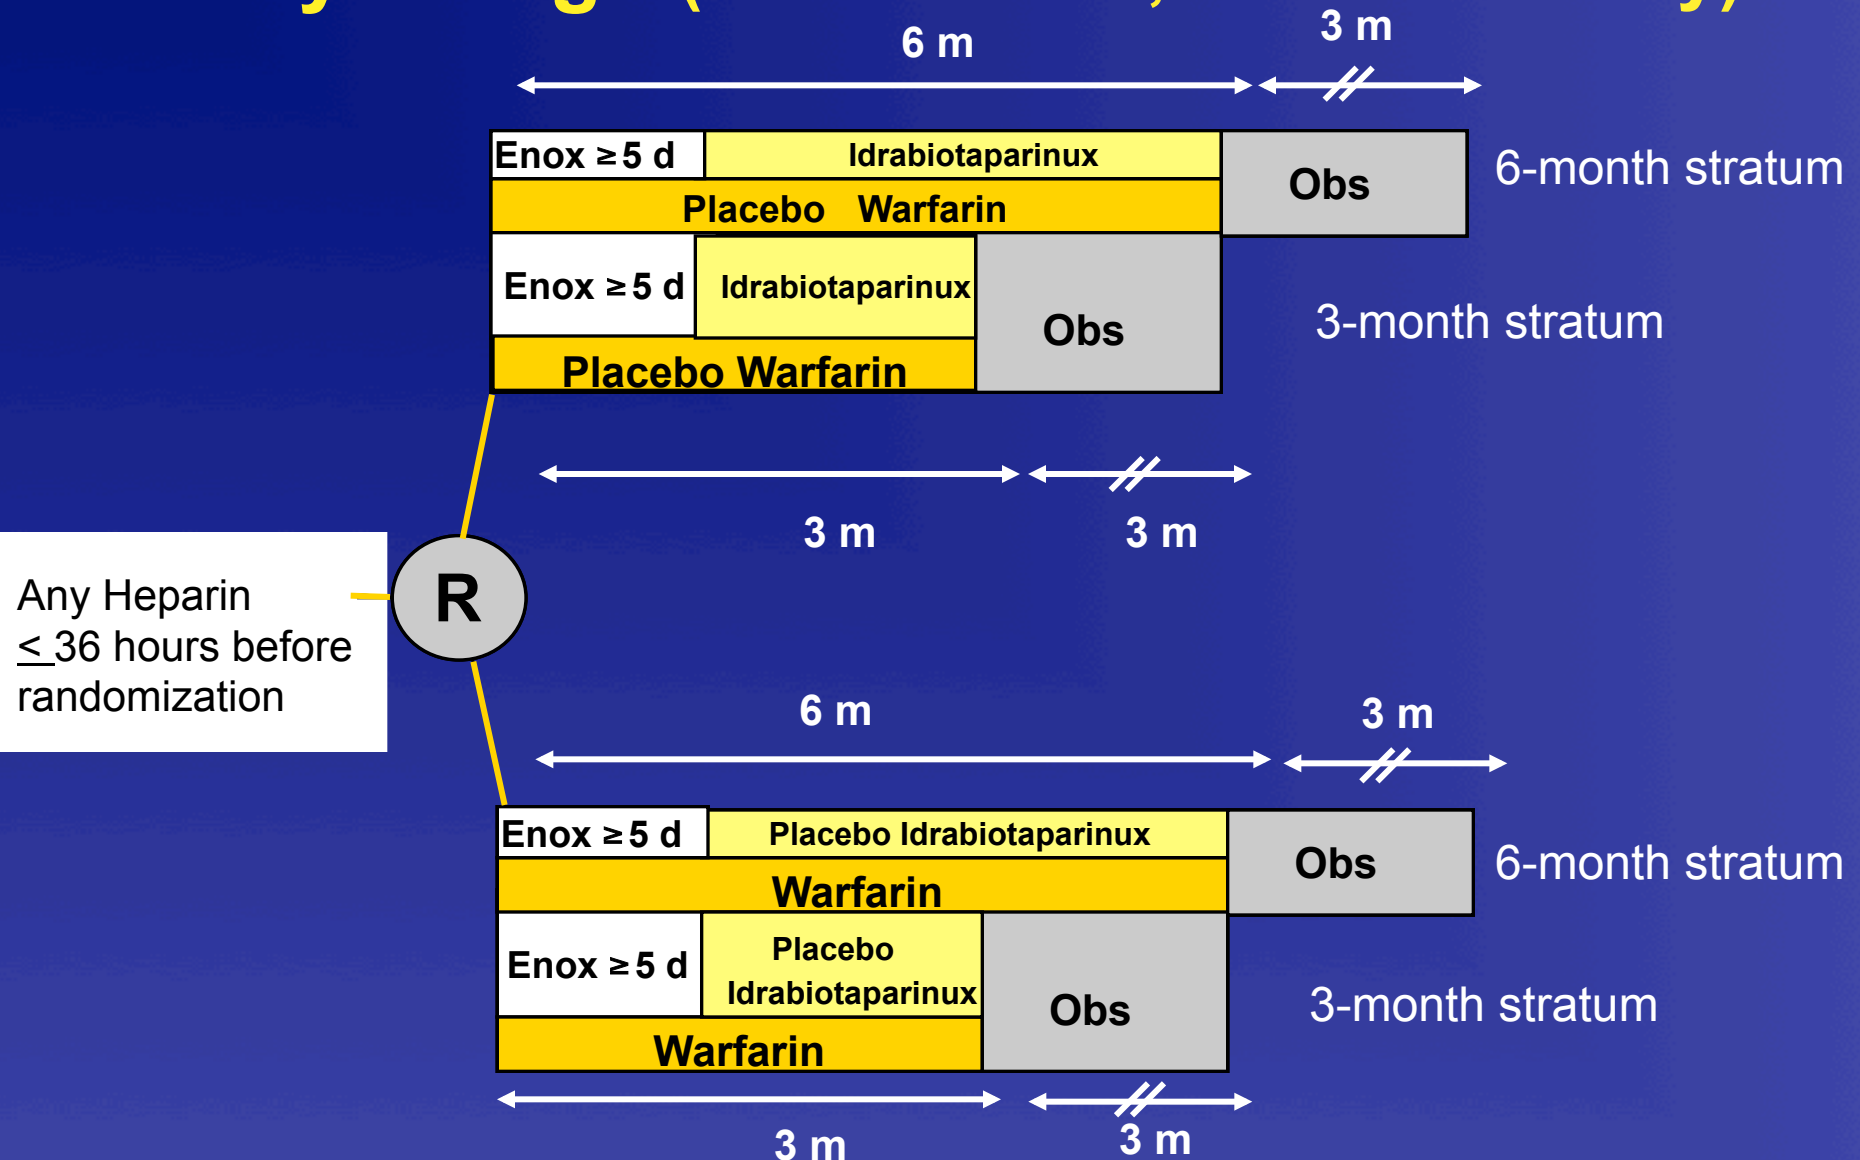 6 m
3 m
Enox ≥ 5 d
Idrabiotaparinux
Obs
6-month stratum
Placebo Warfarin
Enox ≥ 5 d
Idrabiotaparinux
Obs
3-month stratum
Placebo Warfarin
3 m
3 m
Any Heparin
< 36 hours before
randomization
R
6 m
3 m
Enox ≥ 5 d
Placebo Idrabiotaparinux
Obs
6-month stratum
Warfarin
Enox ≥ 5 d
Placebo
Idrabiotaparinux
Obs
3-month stratum
Warfarin
3 m
3 m